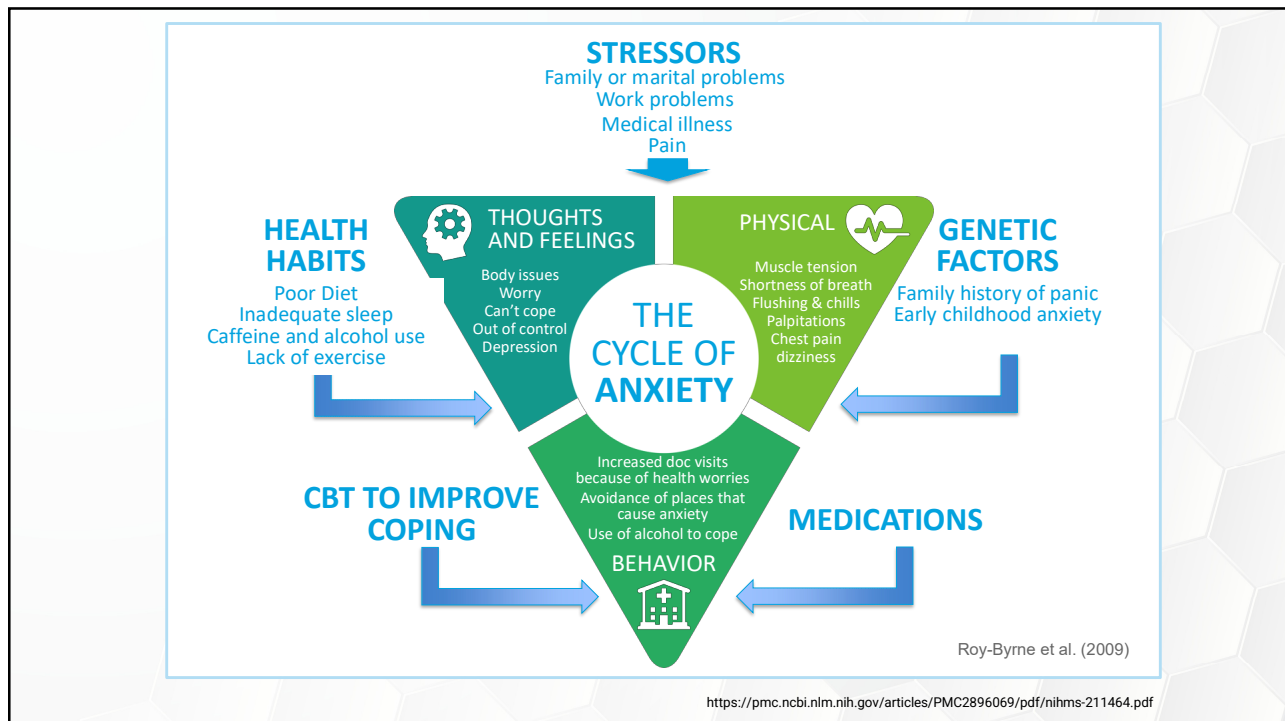 STRESSORS
Family or marital problems
Work problems
Medical illness
Pain
HEALTH
HABITS
Poor Diet
Inadequate sleep
Caffeine and alcohol use
Lack of exercise
THOUGHTS
AND FEELINGS
Body issues
Worry
Can't cope
Out of control
Depression
THE
CYCLE OF
ANXIETY
PHYSICAL
Muscle tension
Shortness of breath
Flushing & chills
Palpitations
Chest pain
dizziness
GENETIC
FACTORS
Family history of panic
Early childhood anxiety
CBT TO IMPROVE
COPING
Increased doc visits
because of health worries
Avoidance of places that
cause anxiety
Use of alcohol to cope
BEHAVIOR
MEDICATIONS
Roy-Byrne et al. (2009)
https://pmc.ncbi.nlm.nih.gov/articles/PMC2896069/pdf/nihms-211464.pdf